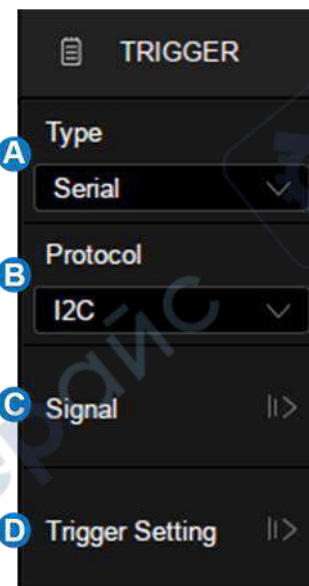 TRIGGER
A
Type
Serial
B
Protocol
I2C
C
Signal
D
Trigger Setting